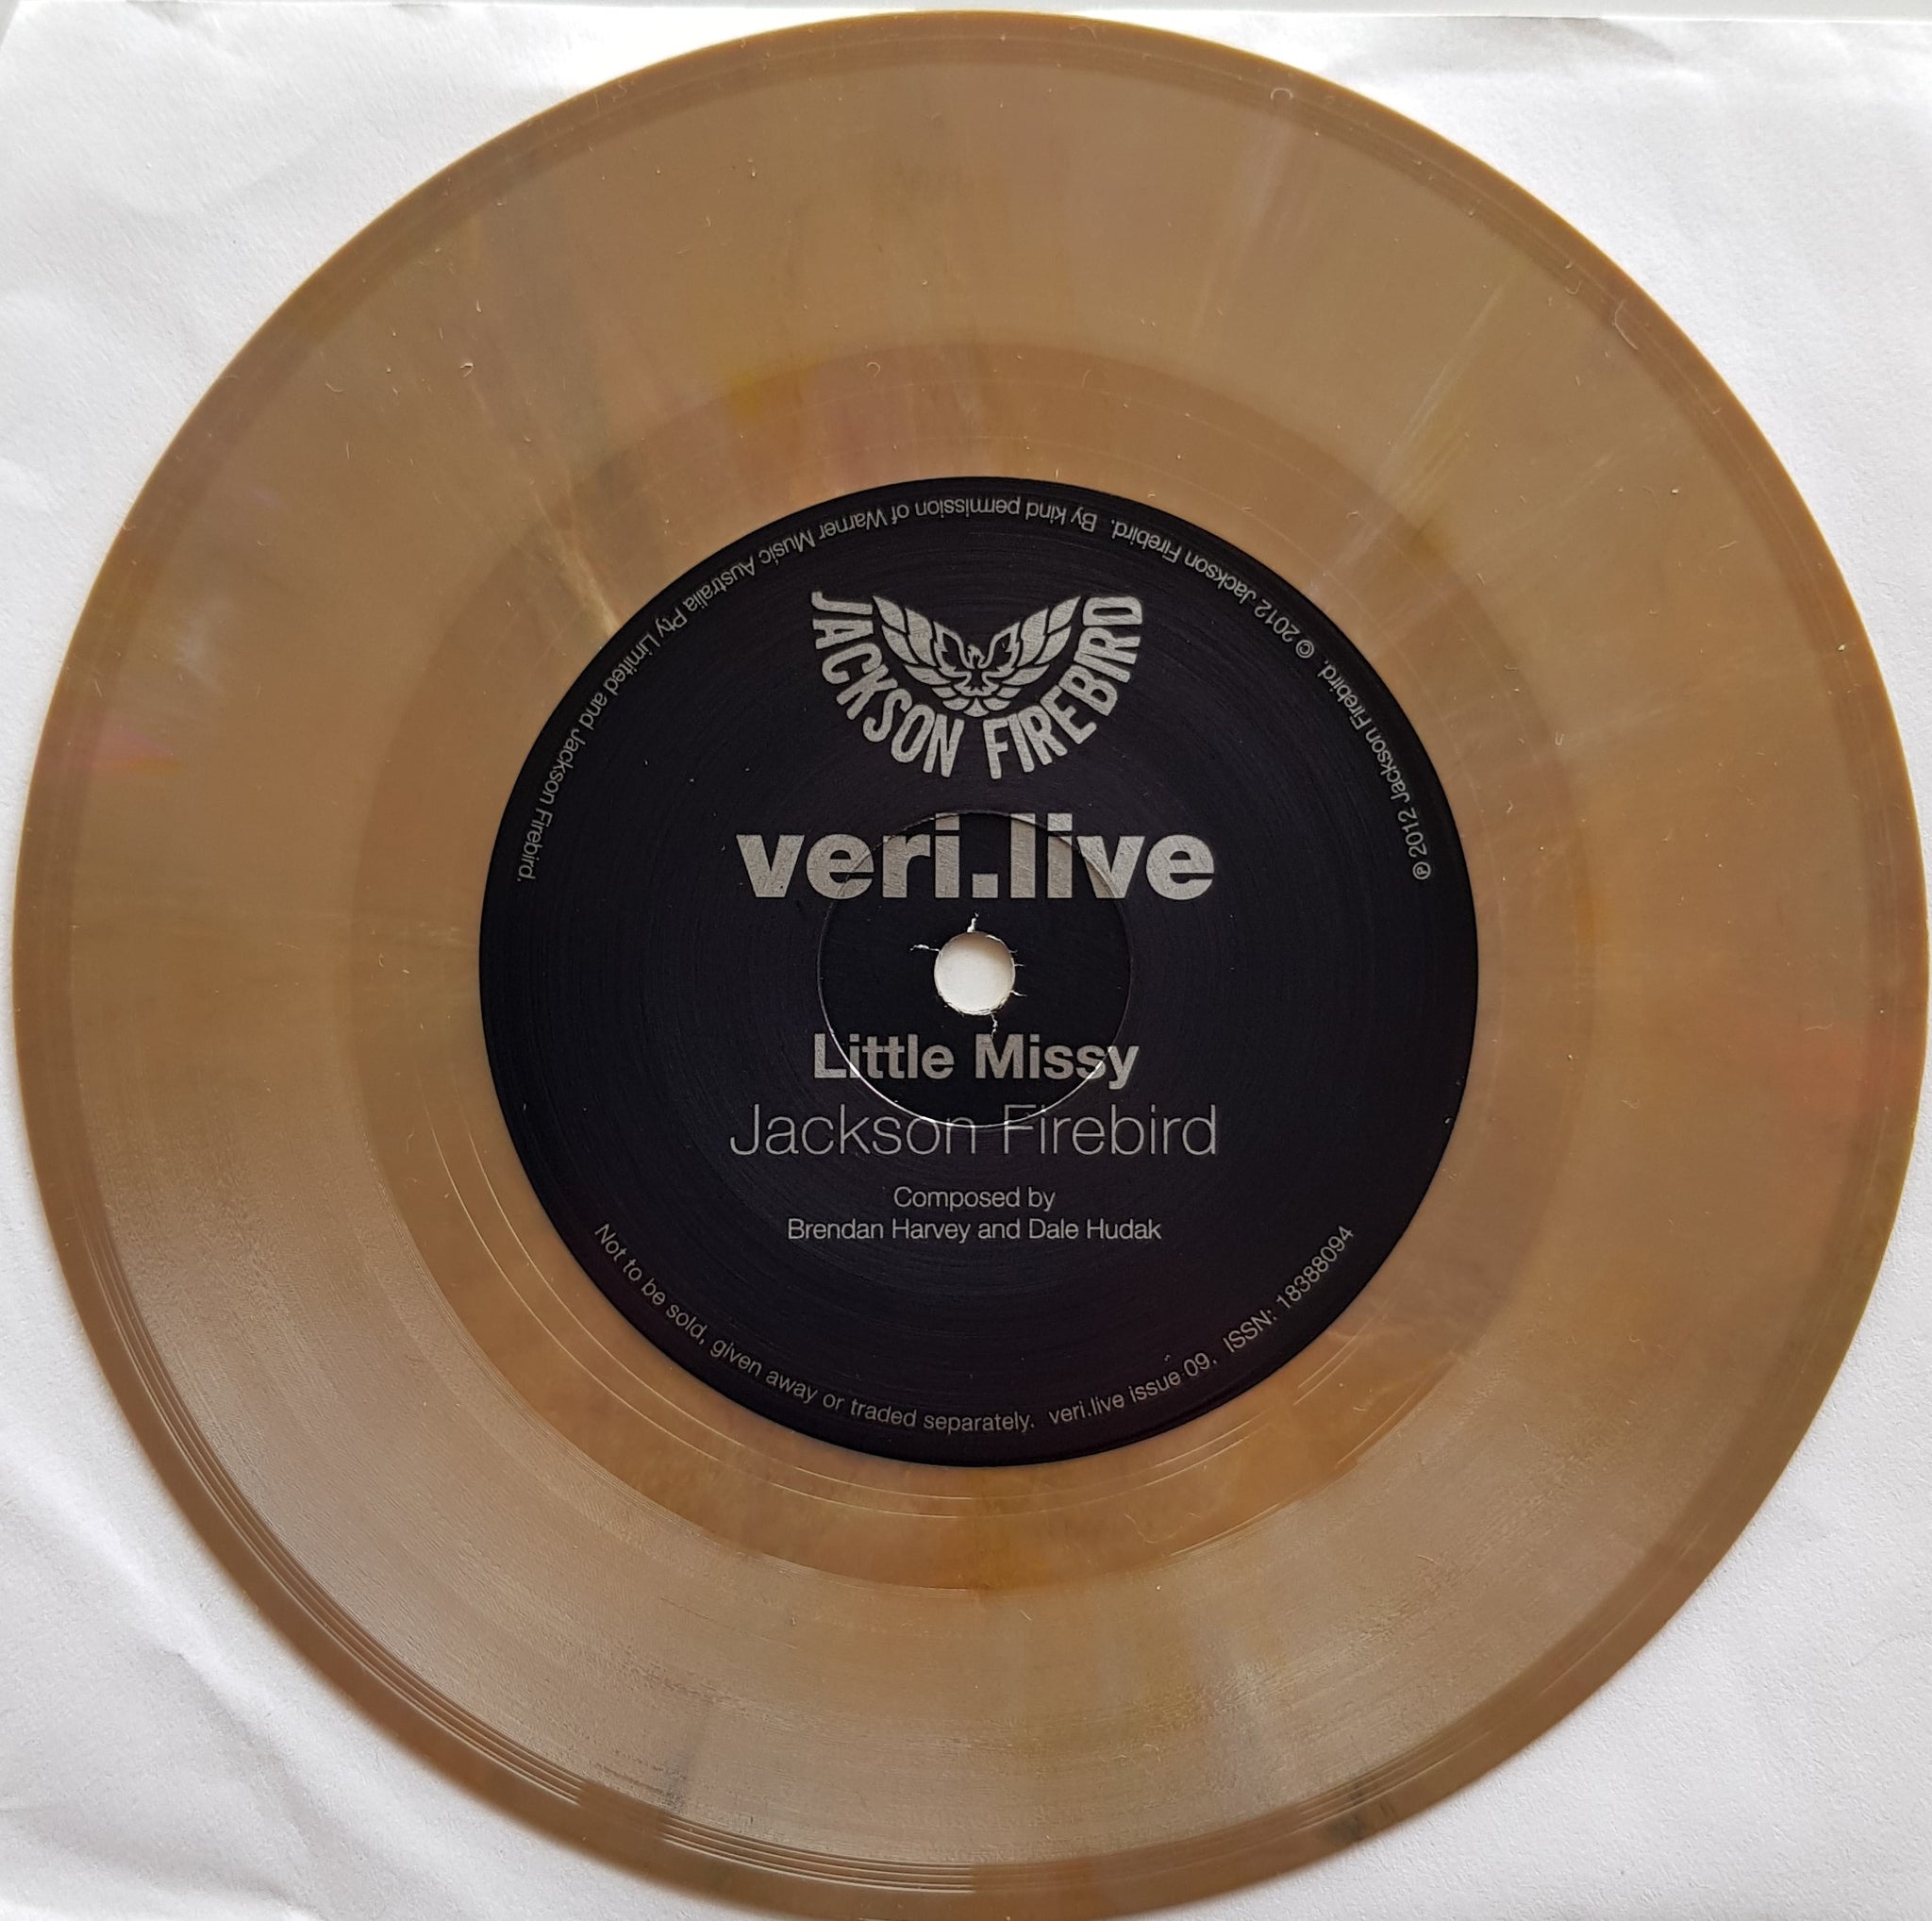 JACKSON FIREBIRD
veri.live
Little Missy
Jackson Firebird
Composed by
Brendan Harvey and Dale Hudak
Not to be sold, given away or traded separately. veri.live issue 09. ISSN: 18388094
℗ 2012 Jackson Firebird. © 2012 Jackson Firebird. By kind permission of Warner Music Australia Pty Limited and Jackson Firebird.